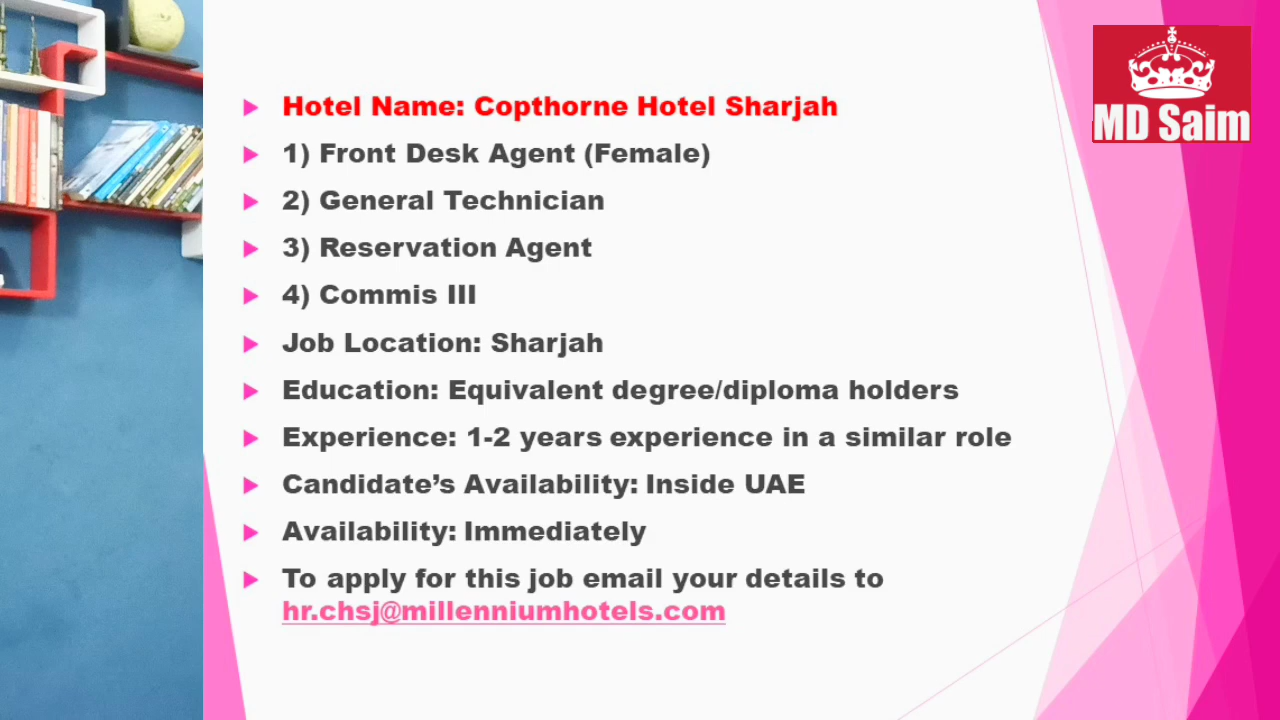 MD Saim
Hotel Name: Copthorne Hotel Sharjah
1) Front Desk Agent (Female)
2) General Technician
3) Reservation Agent
4) Commis III
Job Location: Sharjah
Education: Equivalent degree/diploma holders
Experience: 1-2 years experience in a similar role
Candidate’s Availability: Inside UAE
Availability: Immediately
To apply for this job email your details to
hr.chsj@millenniumhotels.com